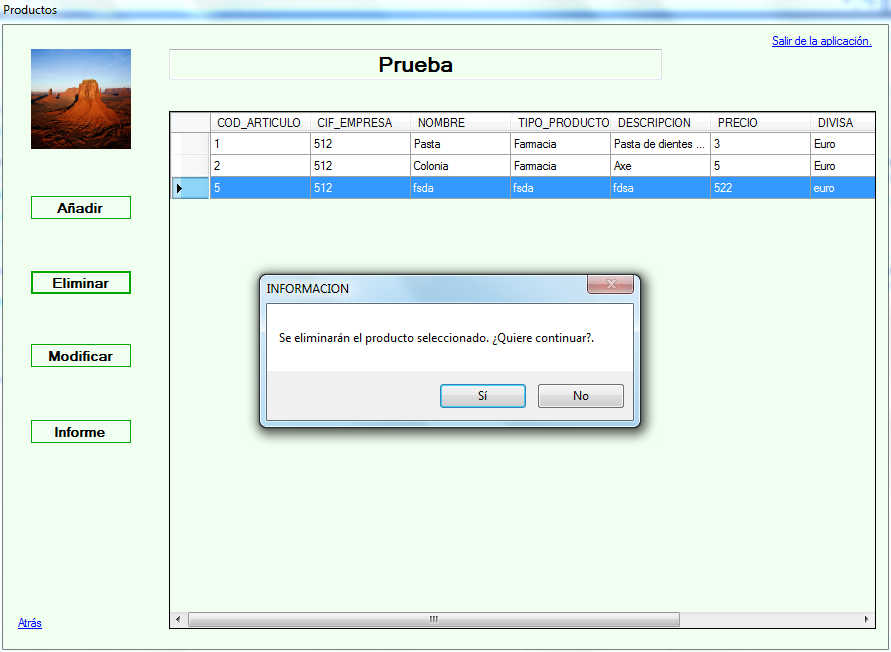 Productos
Salir de la aplicación.
Prueba
COD_ARTICULO CIF_EMPRESA NOMBRE TIPO_PRODUCTO DESCRIPCION PRECIO DIVISA
1 512 Pasta Farmacia Pasta de dientes ... 3 Euro
2 512 Colonia Farmacia Axe 5 Euro
5 512 fsda fsda fdsa 522 euro
Añadir
Eliminar
Modificar
Informe
INFORMACION
Se eliminarán el producto seleccionado. ¿Quiere continuar?.
Sí No
Atrás